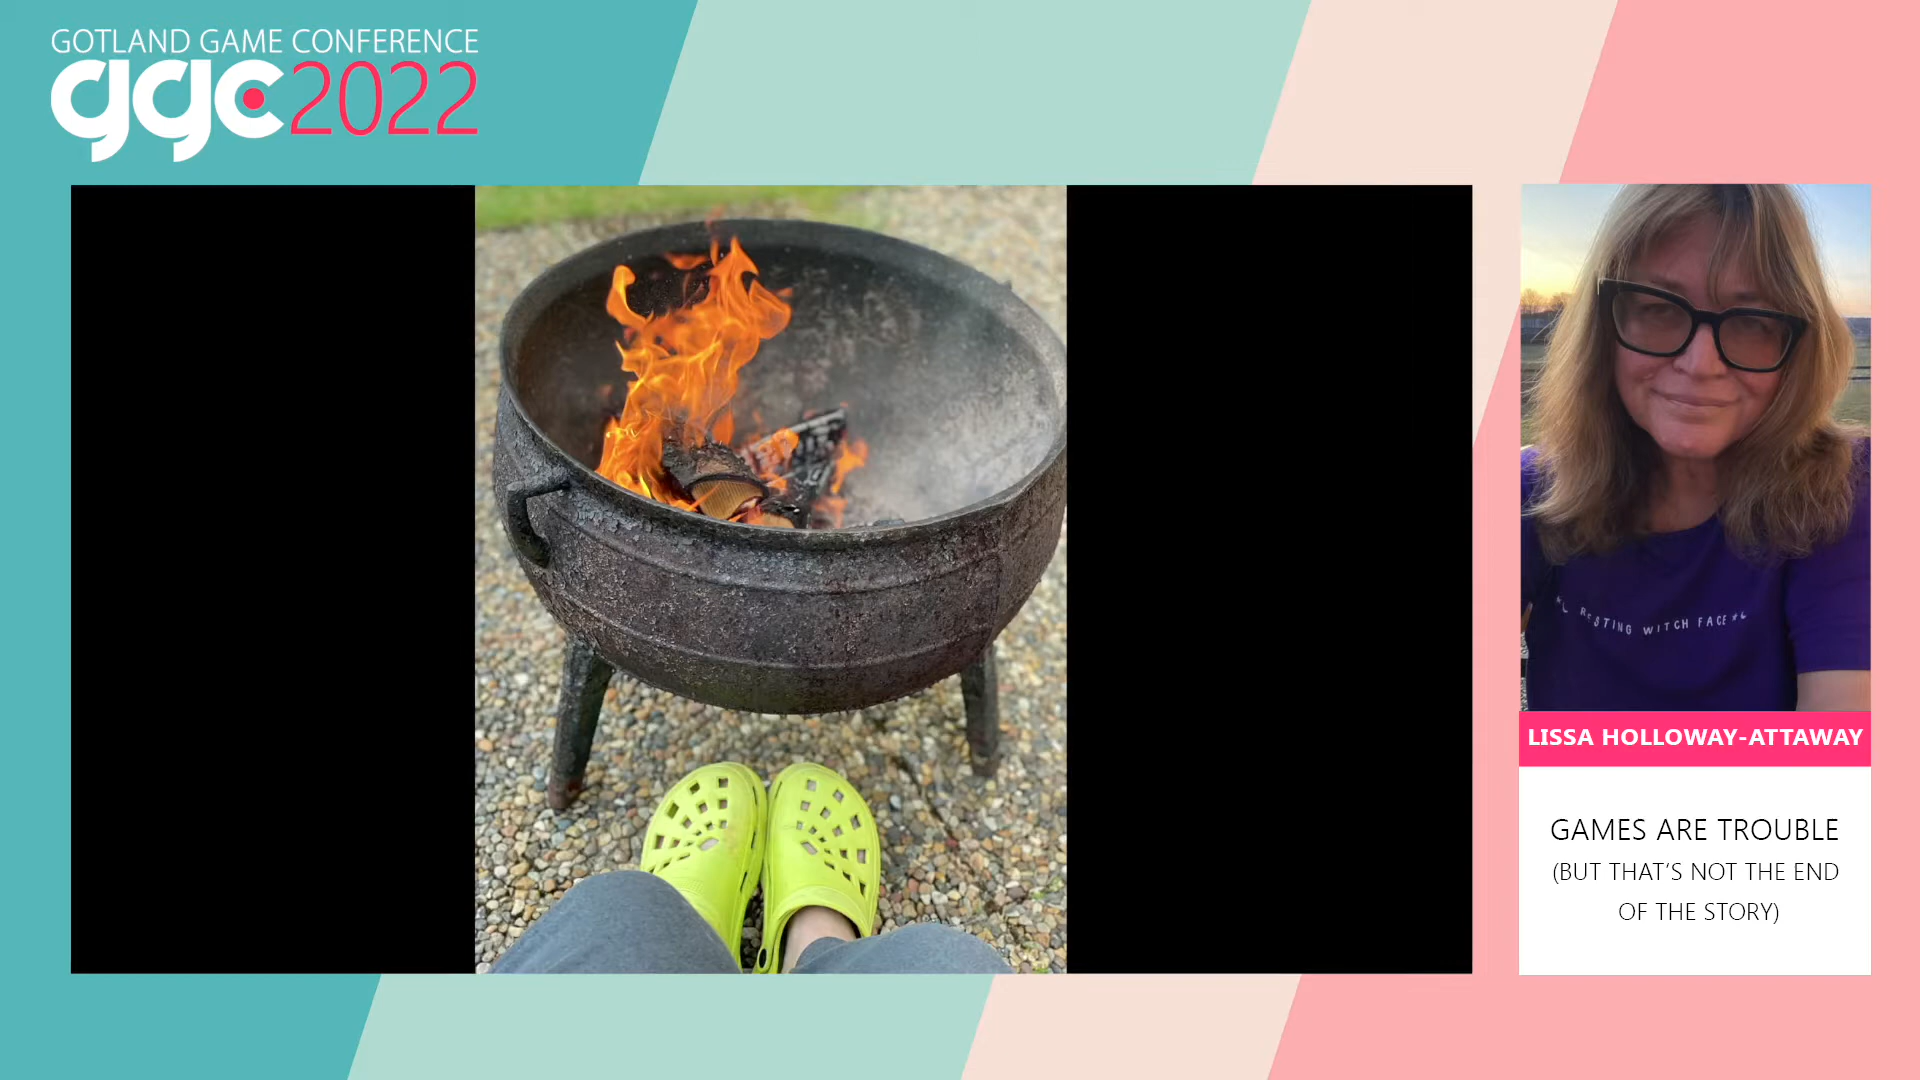 GOTLAND GAME CONFERENCE
ggc2022
RESTING WITCH FACE
LISSA HOLLOWAY-ATTAWAY
GAMES ARE TROUBLE
(BUT THAT'S NOT THE END
OF THE STORY)